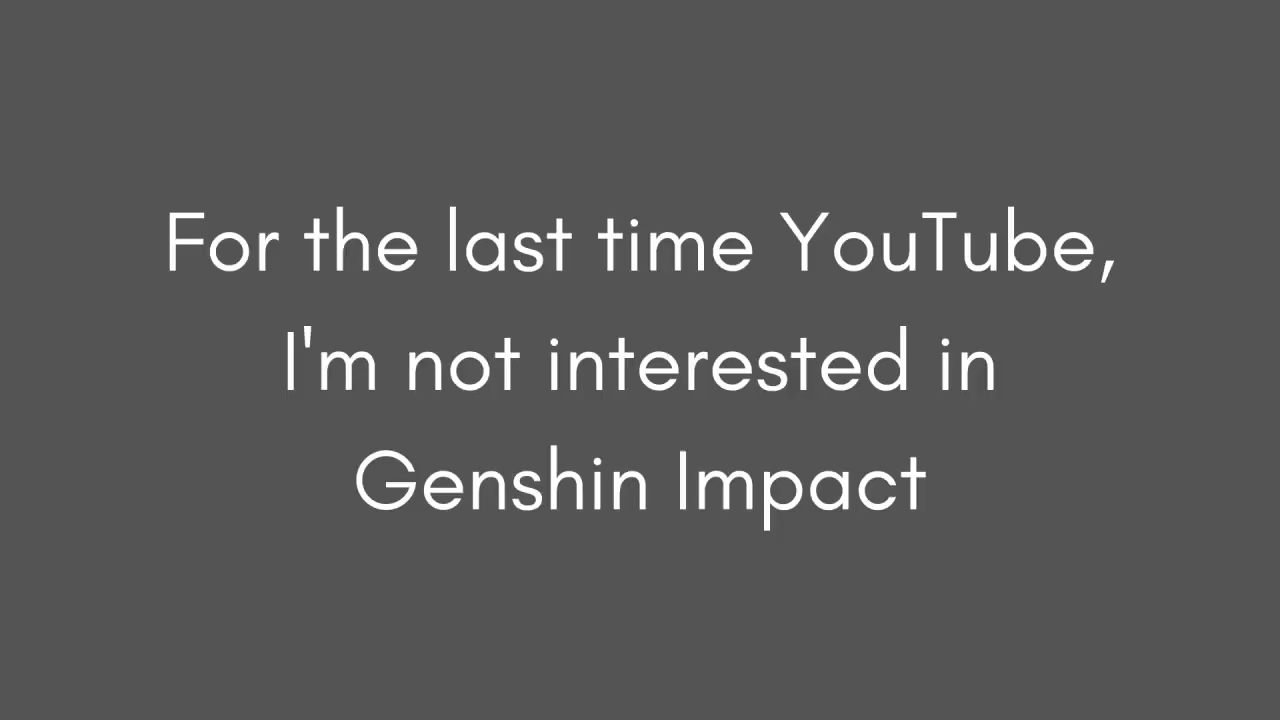 For the last time YouTube,
I'm not interested in
Genshin Impact